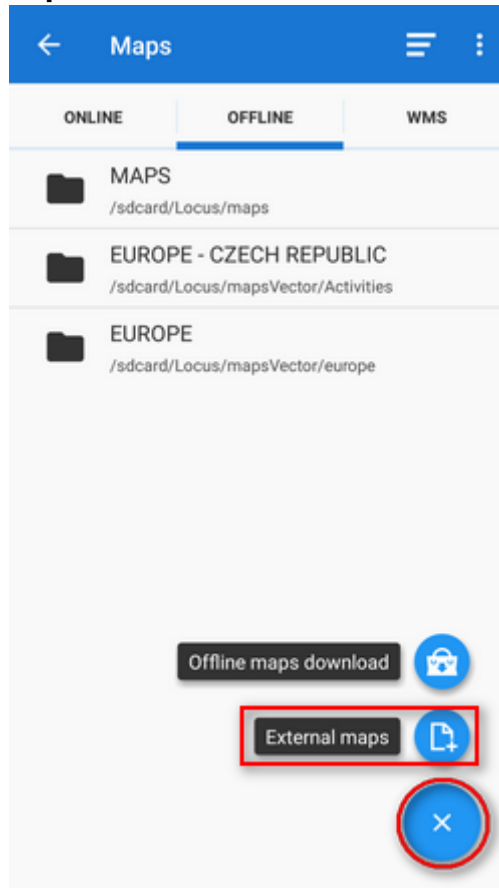 Maps
ONLINE OFFLINE WMS
MAPS
/sdcard/Locus/maps
EUROPE - CZECH REPUBLIC
/sdcard/Locus/mapsVector/Activities
EUROPE
/sdcard/Locus/mapsVector/europe
Offline maps download
External maps